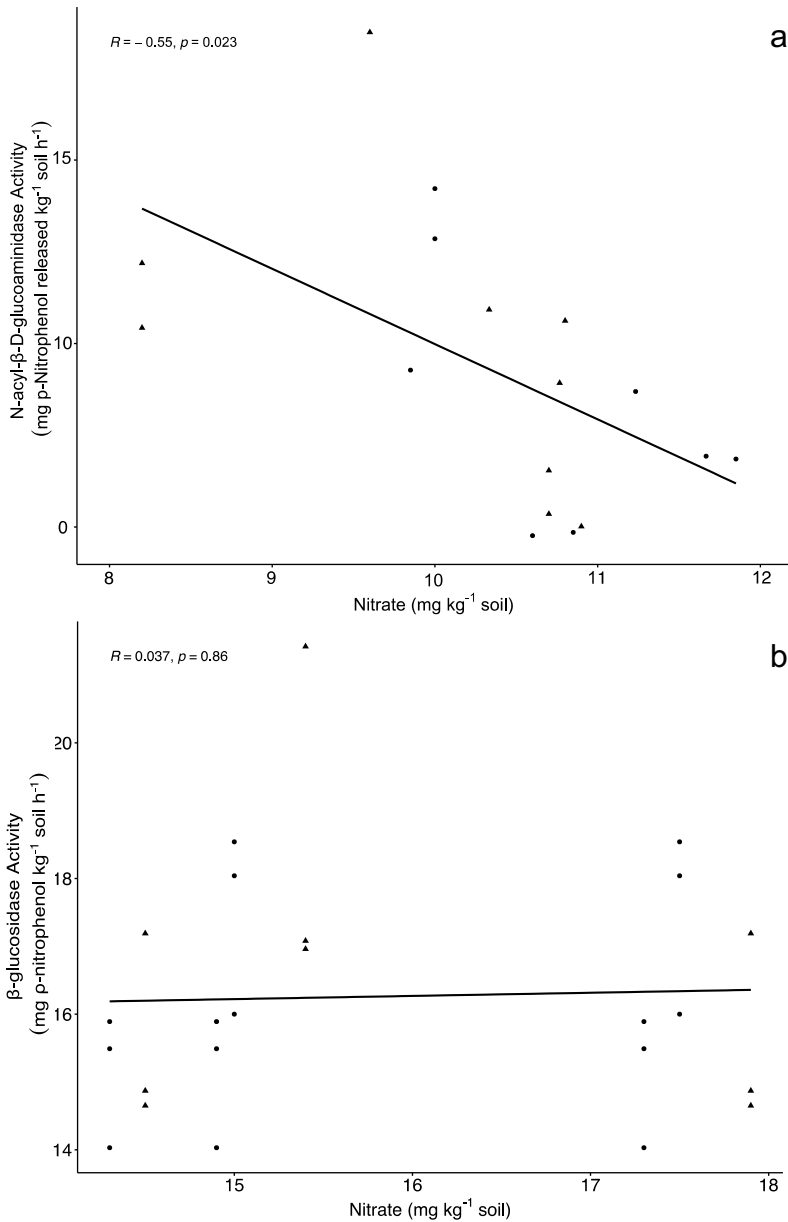 R = – 0.55, p = 0.023
a
N-acyl-β-D-glucoaminidase Activity
(mg p-Nitrophenol released kg⁻¹ soil h⁻¹)
15
10
0
8 9 10 11 12
Nitrate (mg kg⁻¹ soil)
R = 0.037, p = 0.86
b
β-glucosidase Activity
(mg ρ-nitrophenol kg⁻¹ soil h⁻¹)
20
18
16
14
15 16 17 18
Nitrate (mg kg⁻¹ soil)